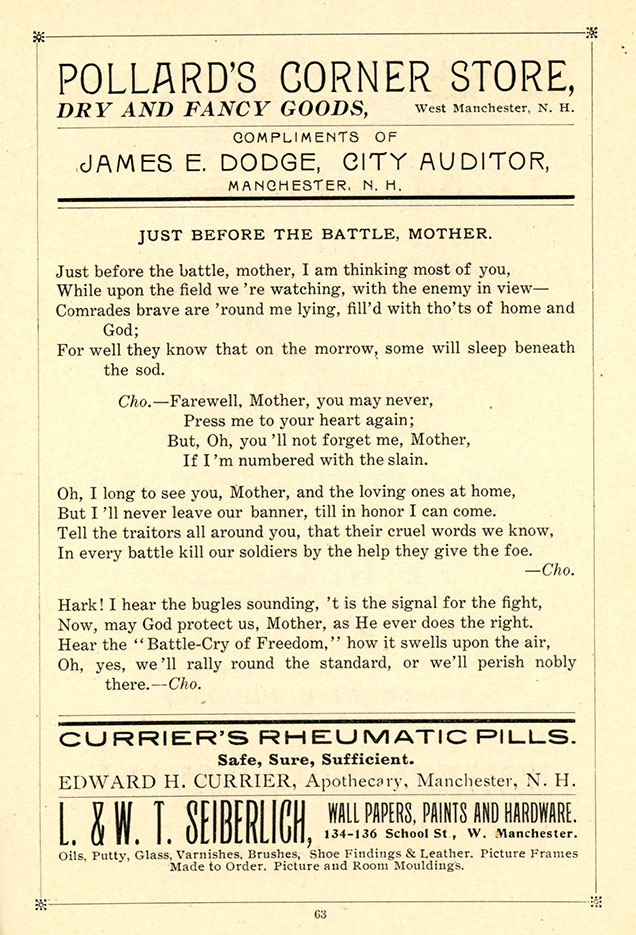 POLLARD'S CORNER STORE,
DRY AND FANCY GOODS, West Manchester, N. H.
COMPLIMENTS OF
JAMES E. DODGE, CITY AUDITOR,
MANCHESTER, N. H.
JUST BEFORE THE BATTLE, MOTHER.
Just before the battle, mother, I am thinking most of you,
While upon the field we 're watching, with the enemy in view—
Comrades brave are 'round me lying, fill'd with tho'ts of home and
God;
For well they know that on the morrow, some will sleep beneath
the sod.
Cho.—Farewell, Mother, you may never,
Press me to your heart again;
But, Oh, you 'll not forget me, Mother,
If I 'm numbered with the slain.
Oh, I long to see you, Mother, and the loving ones at home,
But I 'll never leave our banner, till in honor I can come.
Tell the traitors all around you, that their cruel words we know,
In every battle kill our soldiers by the help they give the foe.
—Cho.
Hark! I hear the bugles sounding, 't is the signal for the fight,
Now, may God protect us, Mother, as He ever does the right.
Hear the "Battle-Cry of Freedom," how it swells upon the air,
Oh, yes, we 'll rally round the standard, or we'll perish nobly
there.—Cho.
CURRIER'S RHEUMATIC PILLS.
Safe, Sure, Sufficient.
EDWARD H. CURRIER, Apothecary, Manchester, N. H.
L. & W. T. SEIBERLICH, WALL PAPERS, PAINTS AND HARDWARE.
134-136 School St., W. Manchester.
Oils, Putty, Glass, Varnishes, Brushes, Shoe Findings & Leather. Picture Frames
Made to Order. Picture and Room Mouldings.
63